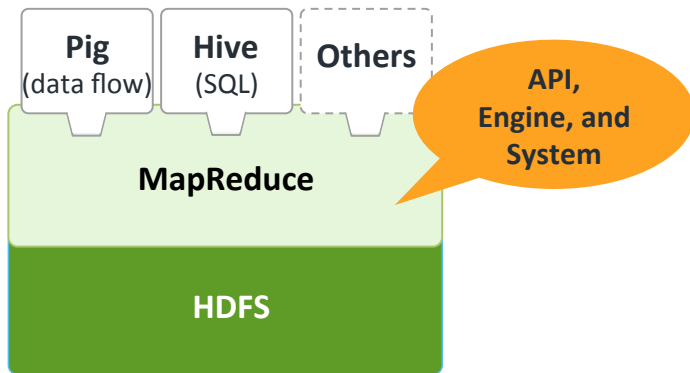 Pig
(data flow)
Hive
(SQL)
Others
API,
Engine, and
System
MapReduce
HDFS